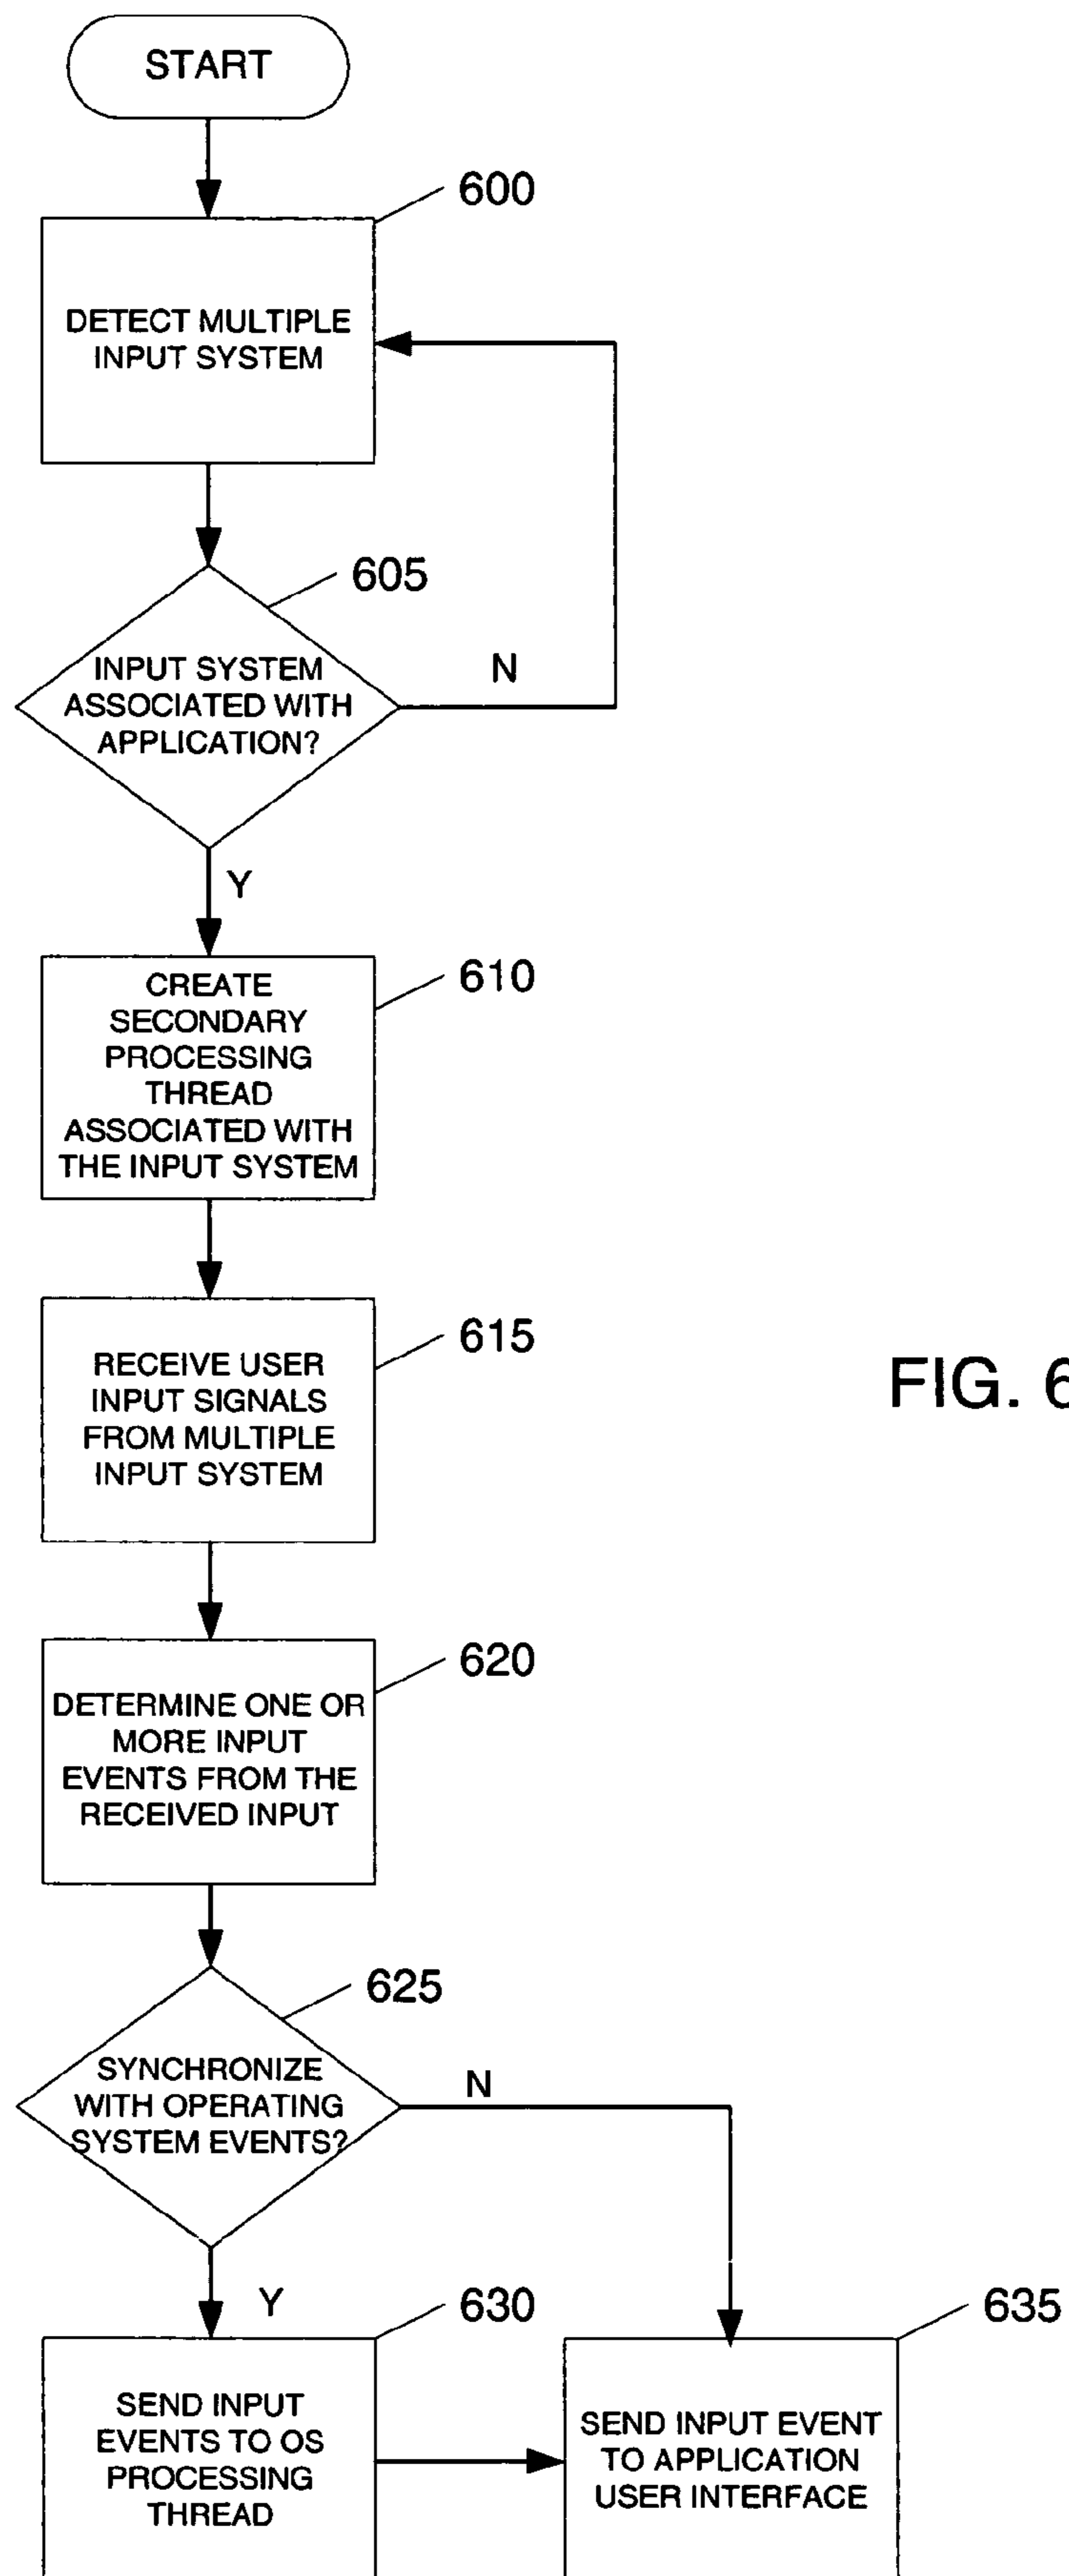 START
600
DETECT MULTIPLE
INPUT SYSTEM
605
INPUT SYSTEM
ASSOCIATED WITH
APPLICATION?
N
Y
610
CREATE
SECONDARY
PROCESSING
THREAD
ASSOCIATED WITH
THE INPUT SYSTEM
615
RECEIVE USER
INPUT SIGNALS
FROM MULTIPLE
INPUT SYSTEM
FIG. 6
620
DETERMINE ONE OR
MORE INPUT
EVENTS FROM THE
RECEIVED INPUT
625
SYNCHRONIZE
WITH OPERATING
SYSTEM EVENTS?
N
Y
630
635
SEND INPUT
EVENTS TO OS
PROCESSING
THREAD
SEND INPUT EVENT
TO APPLICATION
USER INTERFACE